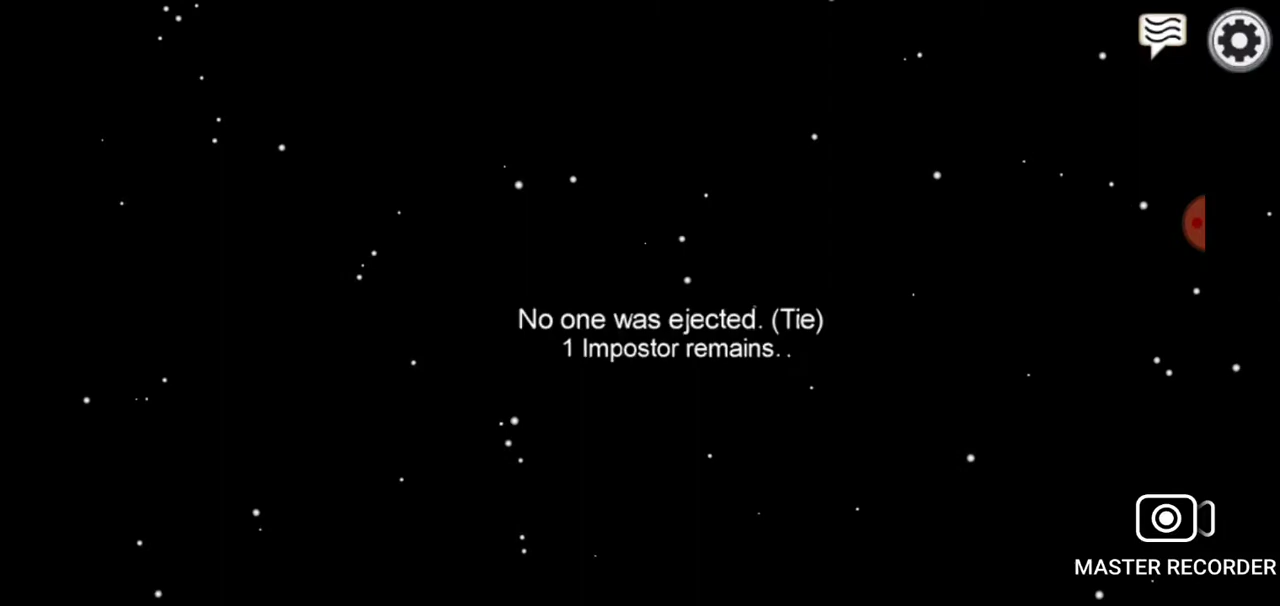 No one was ejected. (Tie)
1 Impostor remains. .
MASTER RECORDER